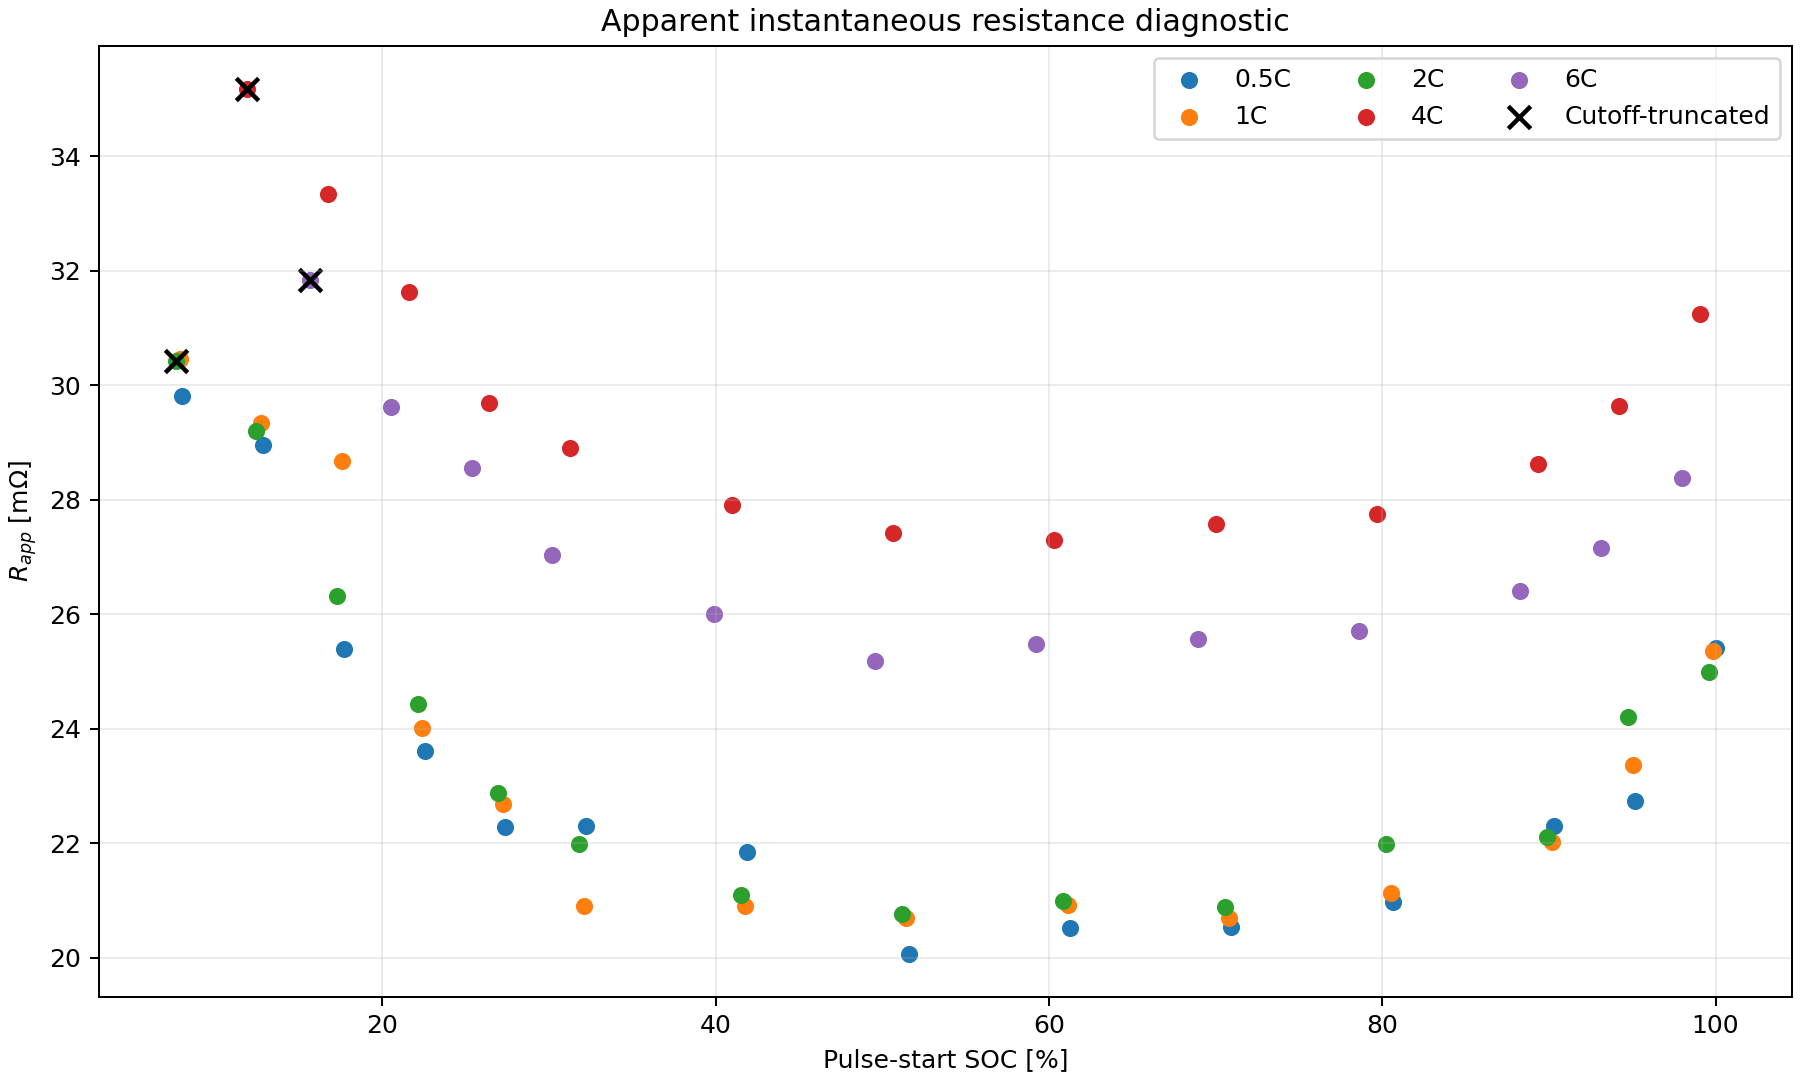 Apparent instantaneous resistance diagnostic
0.5C
1C
2C
4C
6C
Cutoff-truncated
R_app [mΩ]
34
32
30
28
26
24
22
20
20
40
60
80
100
Pulse-start SOC [%]